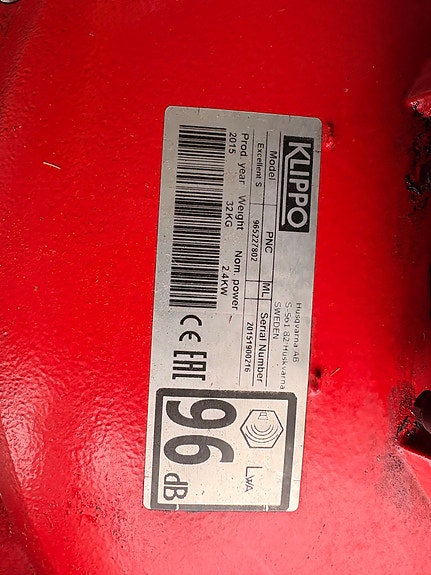 KLIPPO
Husqvarna AB
S-561 82 Huskvarna
SWEDEN
Model PNC ML Serial Number
Excellent S 965227802 20151900216
Prod. year Weight Nom. power
2015 32KG 2.4KW
CE EAC
LWA
96 dB